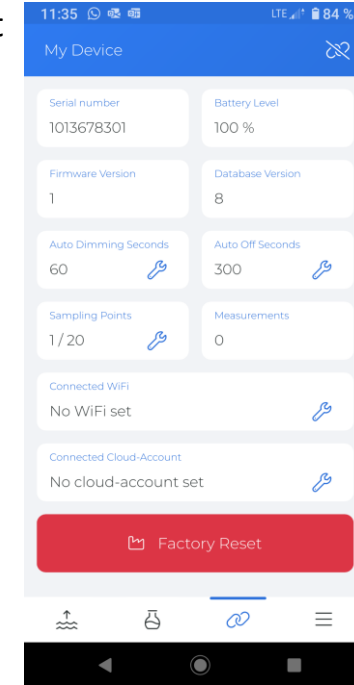 t
11:35 LTE 84 %
My Device
Serial number Battery Level
1013678301 100 %
Firmware Version Database Version
1 8
Auto Dimming Seconds Auto Off Seconds
60 300
Sampling Points Measurements
1 / 20 0
Connected WiFi
No WiFi set
Connected Cloud-Account
No cloud-account set
Factory Reset